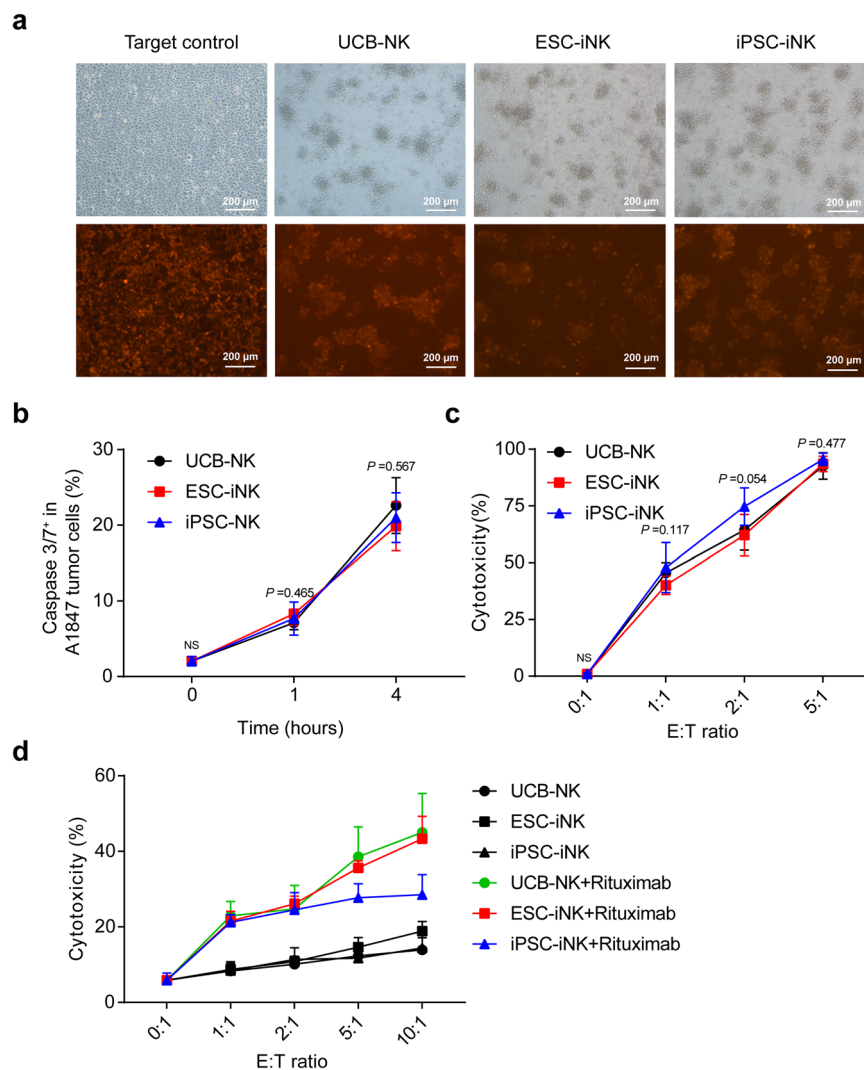 a
Target control
UCB-NK
ESC-iNK
iPSC-iNK
200 μm
200 μm
200 μm
200 μm
200 μm
200 μm
200 μm
200 μm
b
Caspase 3/7⁺ in
A1847 tumor cells (%)
30
20
10
0
UCB-NK
ESC-iNK
iPSC-NK
NS
P =0.465
P =0.567
0
1
4
Time (hours)
c
Cytotoxicity(%)
100
75
50
25
0
UCB-NK
ESC-iNK
iPSC-iNK
NS
P =0.117
P =0.054
P =0.477
0:1
1:1
2:1
5:1
E:T ratio
d
Cytotoxicity (%)
60
40
20
0
0:1
1:1
2:1
5:1
10:1
E:T ratio
UCB-NK
ESC-iNK
iPSC-iNK
UCB-NK+Rituximab
ESC-iNK+Rituximab
iPSC-iNK+Rituximab